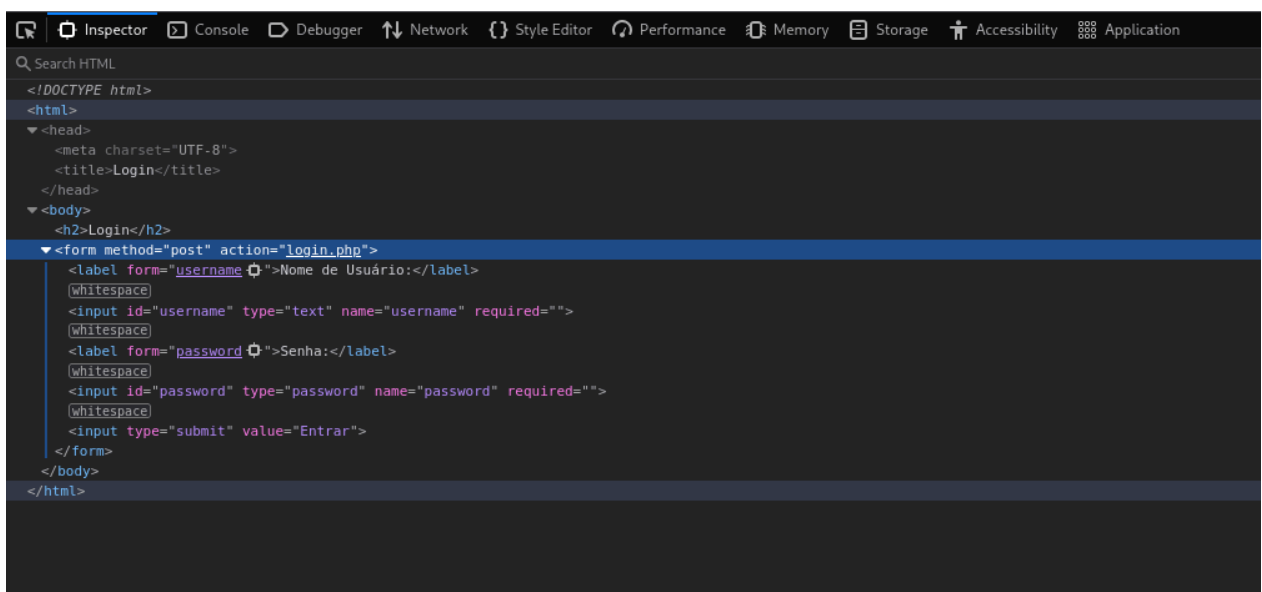 Inspector Console Debugger Network {} Style Editor Performance Memory Storage Accessibility Application
Search HTML
<!DOCTYPE html>
<html>
<head>
<meta charset="UTF-8">
<title>Login</title>
</head>
<body>
<h2>Login</h2>
<form method="post" action="login.php">
<label form="username">Nome de Usuário:</label>
whitespace
<input id="username" type="text" name="username" required="">
whitespace
<label form="password">Senha:</label>
whitespace
<input id="password" type="password" name="password" required="">
whitespace
<input type="submit" value="Entrar">
</form>
</body>
</html>